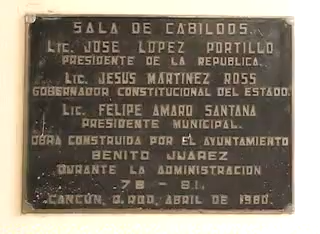 SALA DE CABILDOS
LIC. JOSE LOPEZ PORTILLO
PRESIDENTE DE LA REPUBLICA.
LIC. JESÚS MARTINEZ ROSS
GOBERNADOR CONSTITUCIONAL DEL ESTADO.
LIC. FELIPE AMARO SANTANA
PRESIDENTE MUNICIPAL.
OBRA CONSTRUIDA POR EL AYUNTAMIENTO
BENITO JUAREZ
DURANTE LA ADMINISTRACION
78 - 81.
CANCÚN, Q. ROO, ABRIL DE 1980.